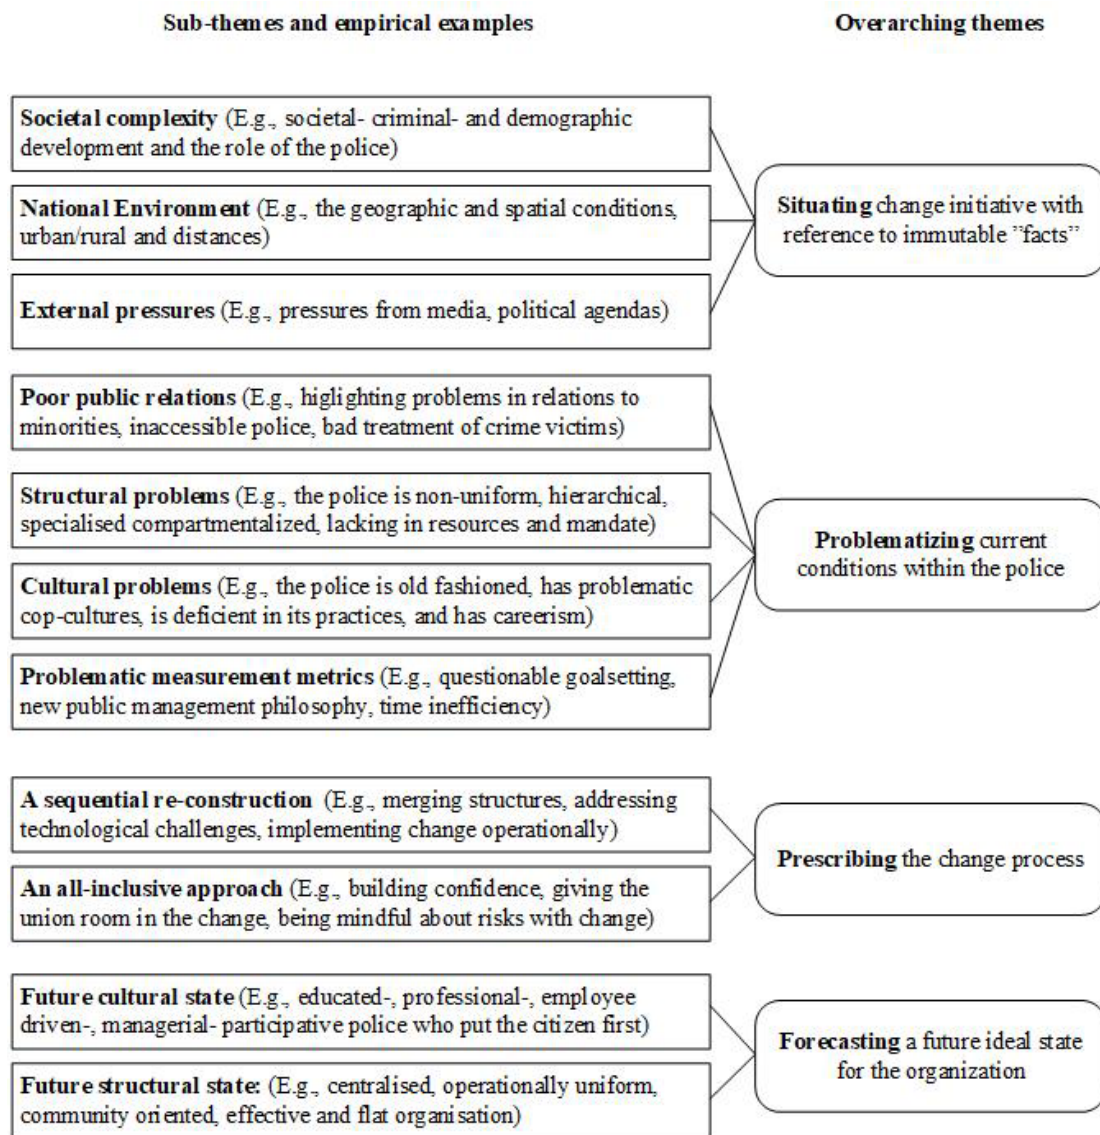 Sub-themes and empirical examples
Overarching themes
Societal complexity (E.g., societal- criminal- and demographic
development and the role of the police)
National Environment (E.g., the geographic and spatial conditions,
urban/rural and distances)
External pressures (E.g., pressures from media, political agendas)
Situating change initiative with
reference to immutable ”facts”
Poor public relations (E.g., higlighting problems in relations to
minorities, inaccessible police, bad treatment of crime victims)
Structural problems (E.g., the police is non-uniform, hierarchical,
specialised compartmentalized, lacking in resources and mandate)
Cultural problems (E.g., the police is old fashioned, has problematic
cop-cultures, is deficient in its practices, and has careerism)
Problematic measurement metrics (E.g., questionable goalsetting,
new public management philosophy, time inefficiency)
Problematizing current
conditions within the police
A sequential re-construction (E.g., merging structures, addressing
technological challenges, implementing change operationally)
An all-inclusive approach (E.g., building confidence, giving the
union room in the change, being mindful about risks with change)
Prescribing the change process
Future cultural state (E.g., educated-, professional-, employee
driven-, managerial- participative police who put the citizen first)
Future structural state: (E.g., centralised, operationally uniform,
community oriented, effective and flat organisation)
Forecasting a future ideal state
for the organization